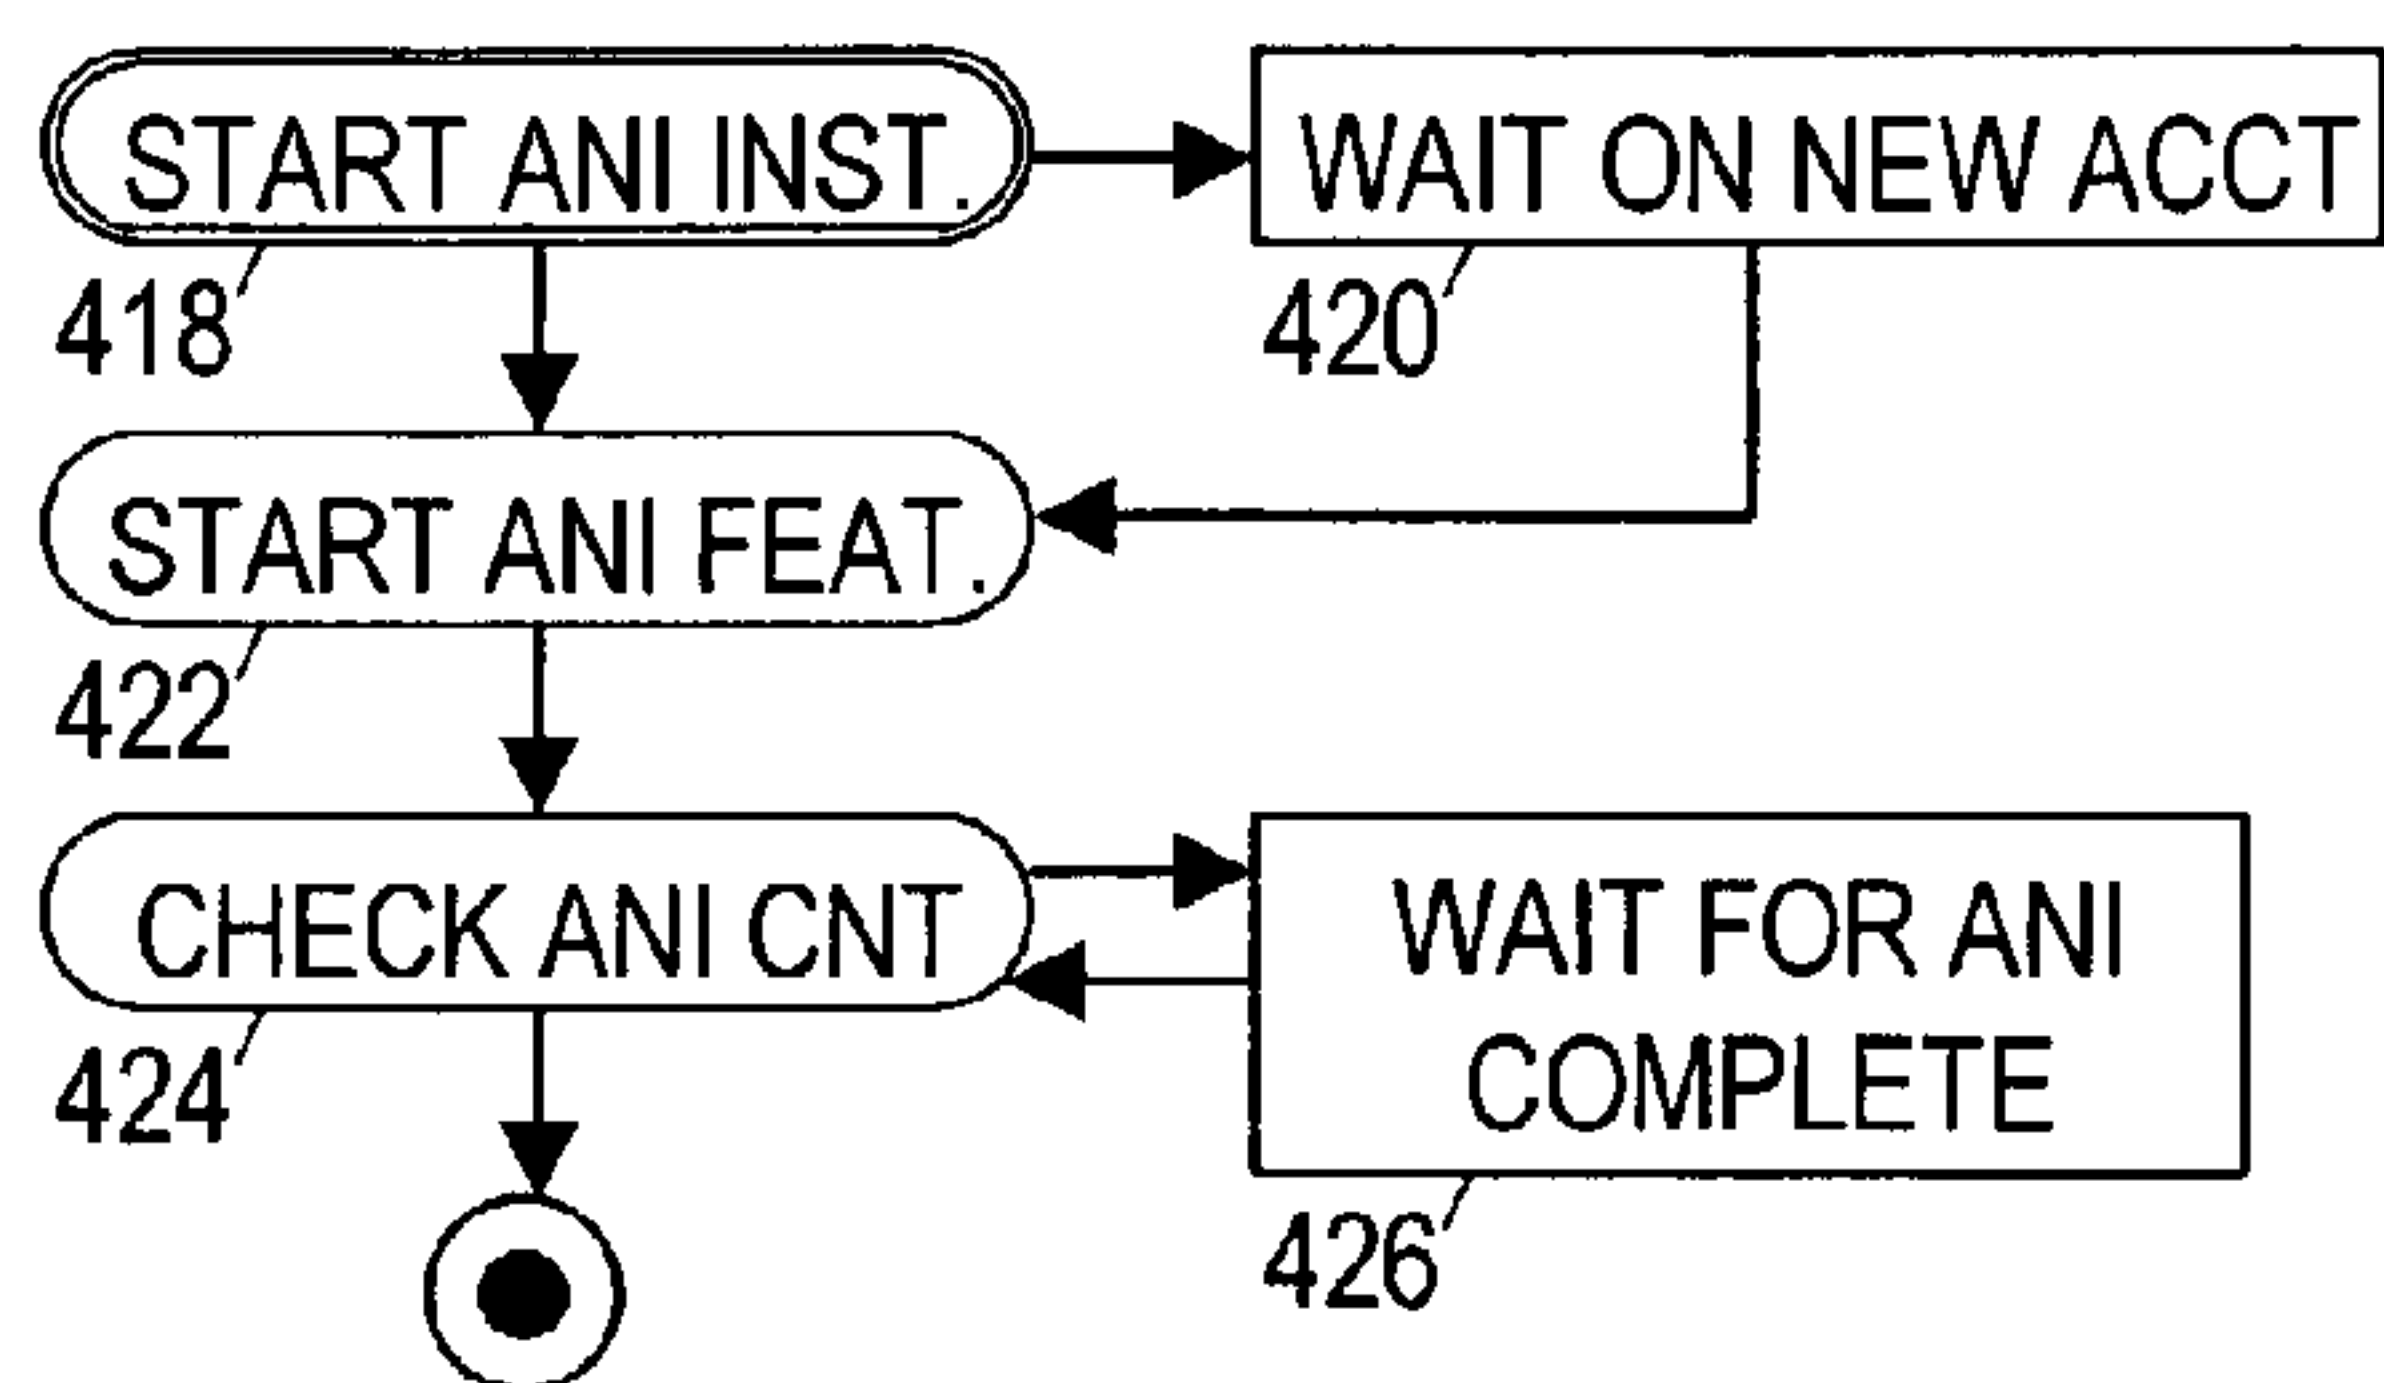 START ANI INST.
WAIT ON NEW ACCT
418
420
START ANI FEAT.
422
CHECK ANI CNT
WAIT FOR ANI
COMPLETE
424
426